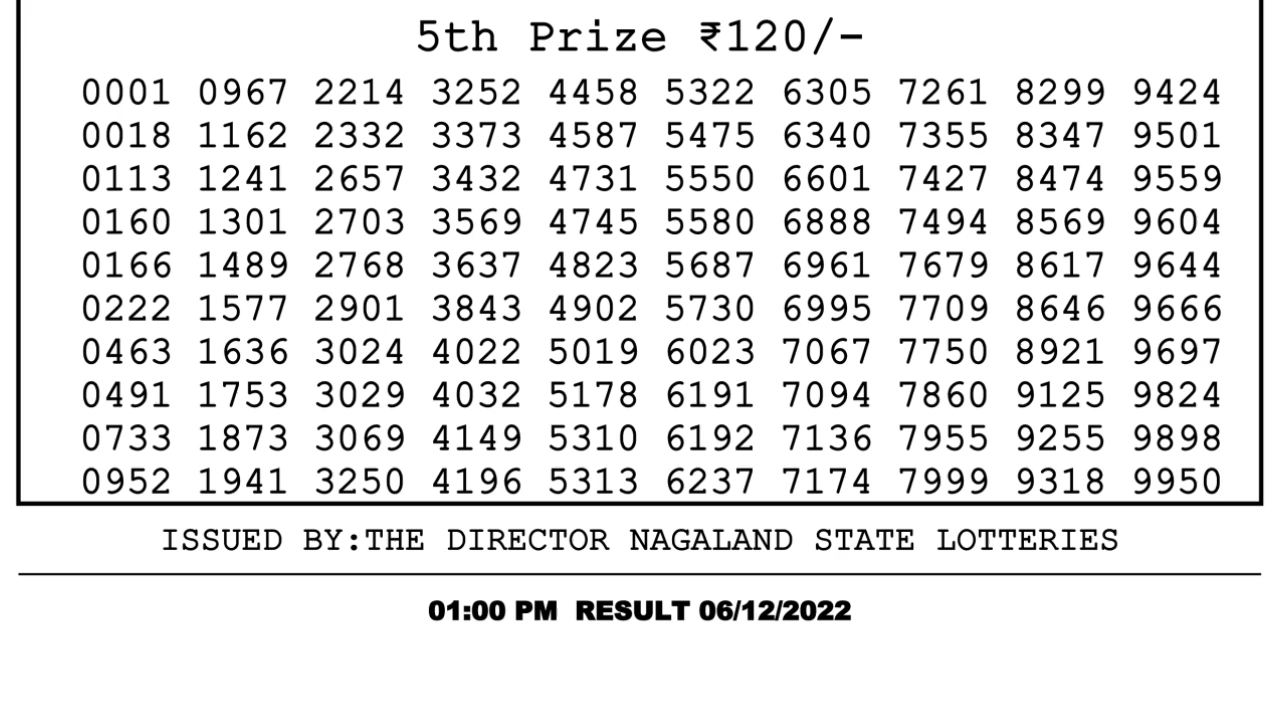 5th Prize ₹120/-
0001 0967 2214 3252 4458 5322 6305 7261 8299 9424
0018 1162 2332 3373 4587 5475 6340 7355 8347 9501
0113 1241 2657 3432 4731 5550 6601 7427 8474 9559
0160 1301 2703 3569 4745 5580 6888 7494 8569 9604
0166 1489 2768 3637 4823 5687 6961 7679 8617 9644
0222 1577 2901 3843 4902 5730 6995 7709 8646 9666
0463 1636 3024 4022 5019 6023 7067 7750 8921 9697
0491 1753 3029 4032 5178 6191 7094 7860 9125 9824
0733 1873 3069 4149 5310 6192 7136 7955 9255 9898
0952 1941 3250 4196 5313 6237 7174 7999 9318 9950
ISSUED BY:THE DIRECTOR NAGALAND STATE LOTTERIES
01:00 PM RESULT 06/12/2022